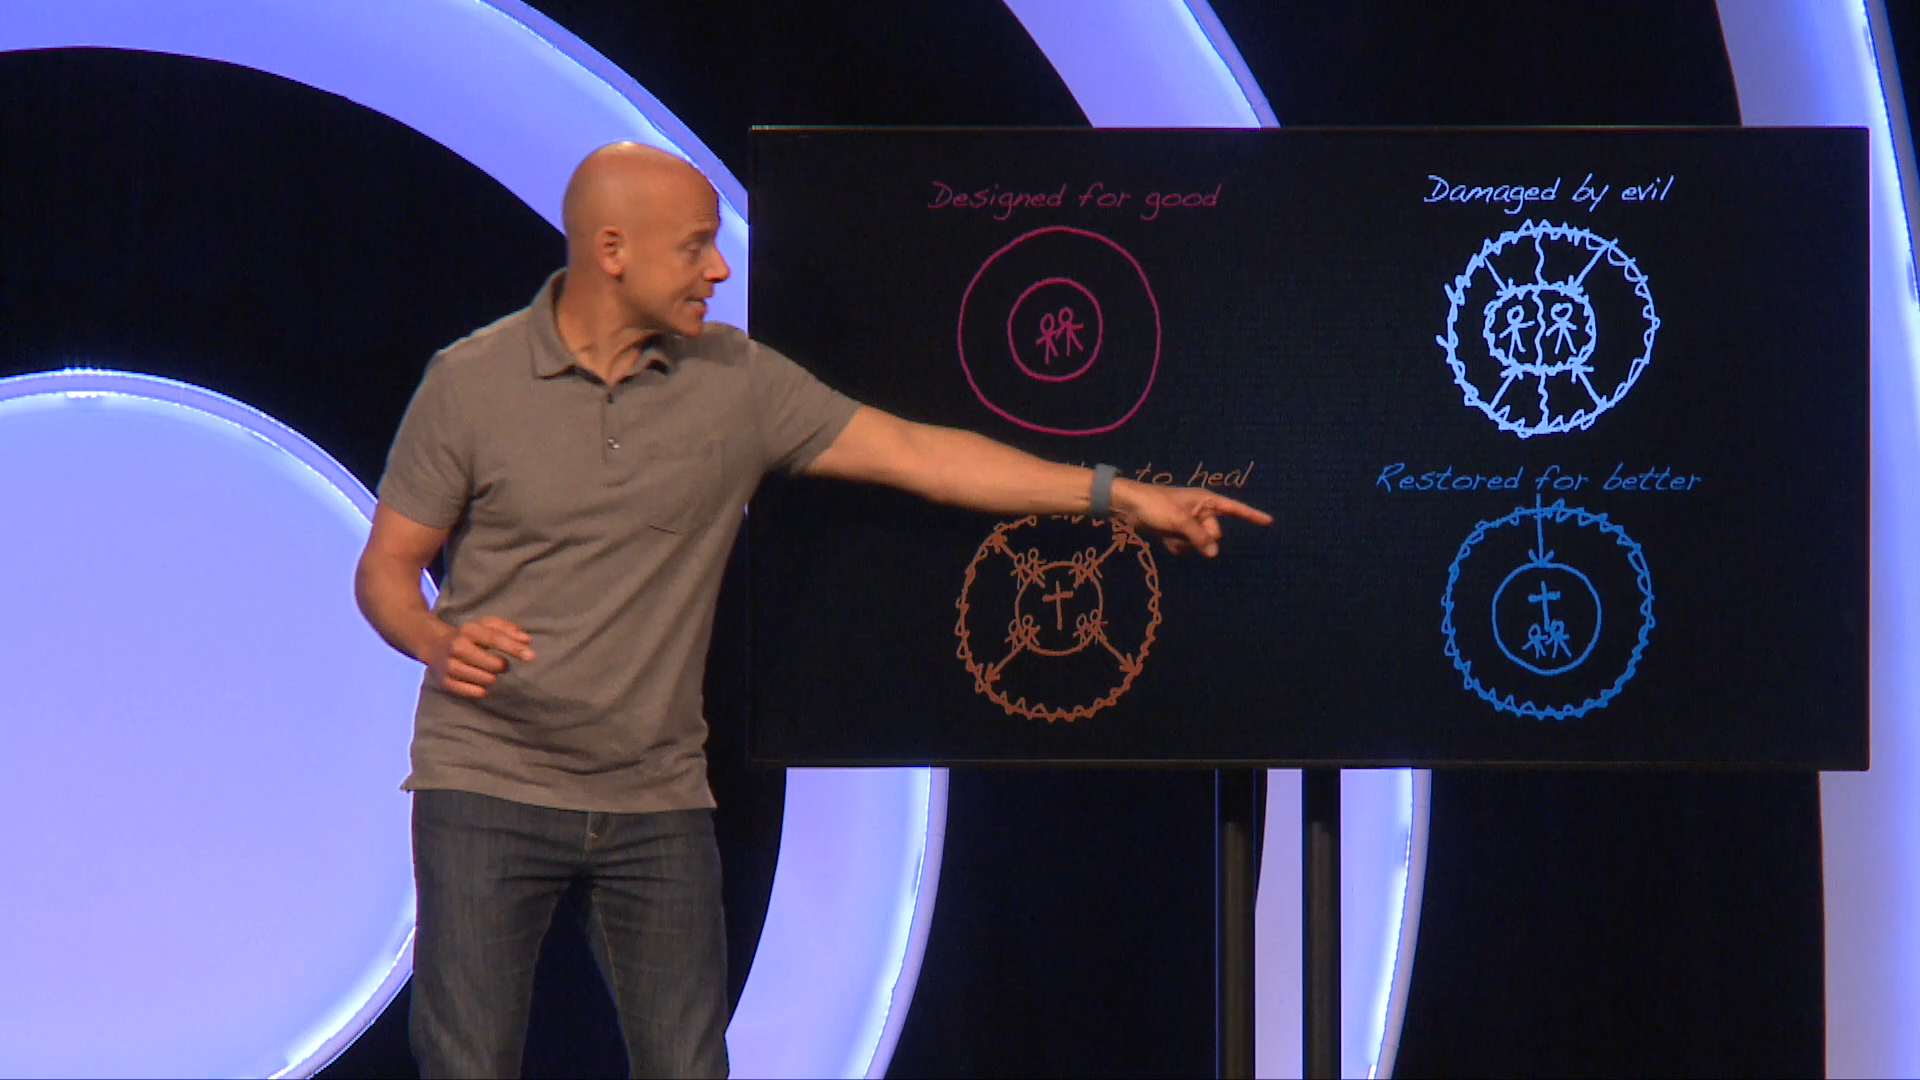 Designed for good
Damaged by evil
to heal
Restored for better